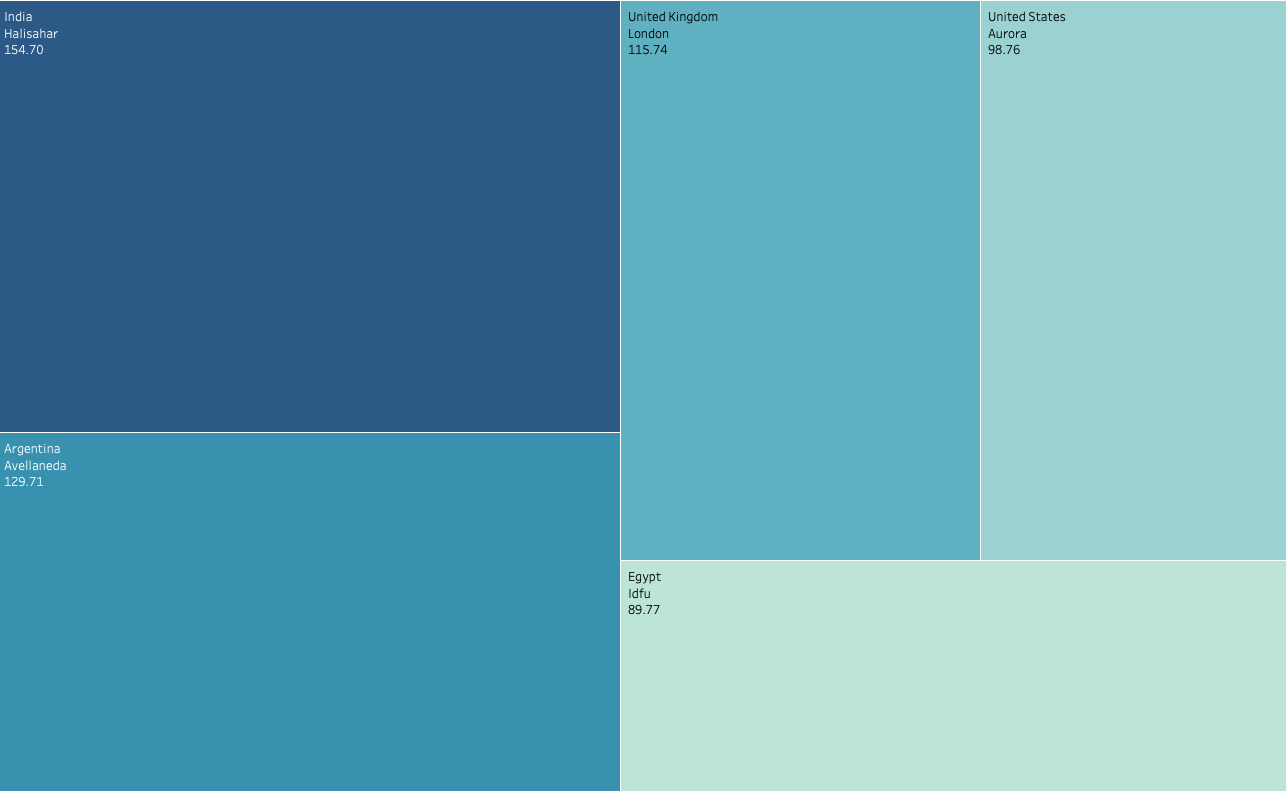 India
Halisahar
154.70
Argentina
Avellaneda
129.71
United Kingdom
London
115.74
United States
Aurora
98.76
Egypt
Idfu
89.77